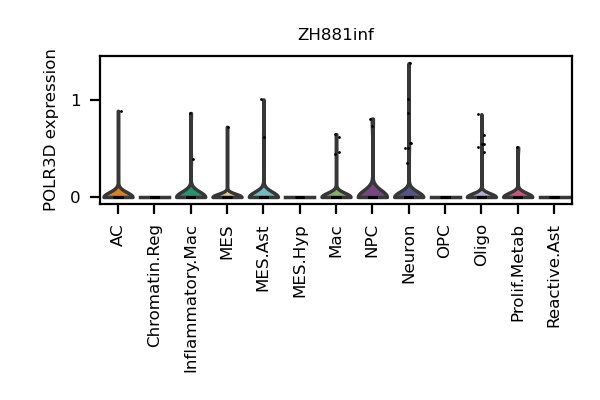 ZH881inf
POLR3D expression
1
0
AC
Chromatin.Reg
Inflammatory.Mac
MES
MES.Ast
MES.Hyp
Mac
NPC
Neuron
OPC
Oligo
Prolif.Metab
Reactive.Ast